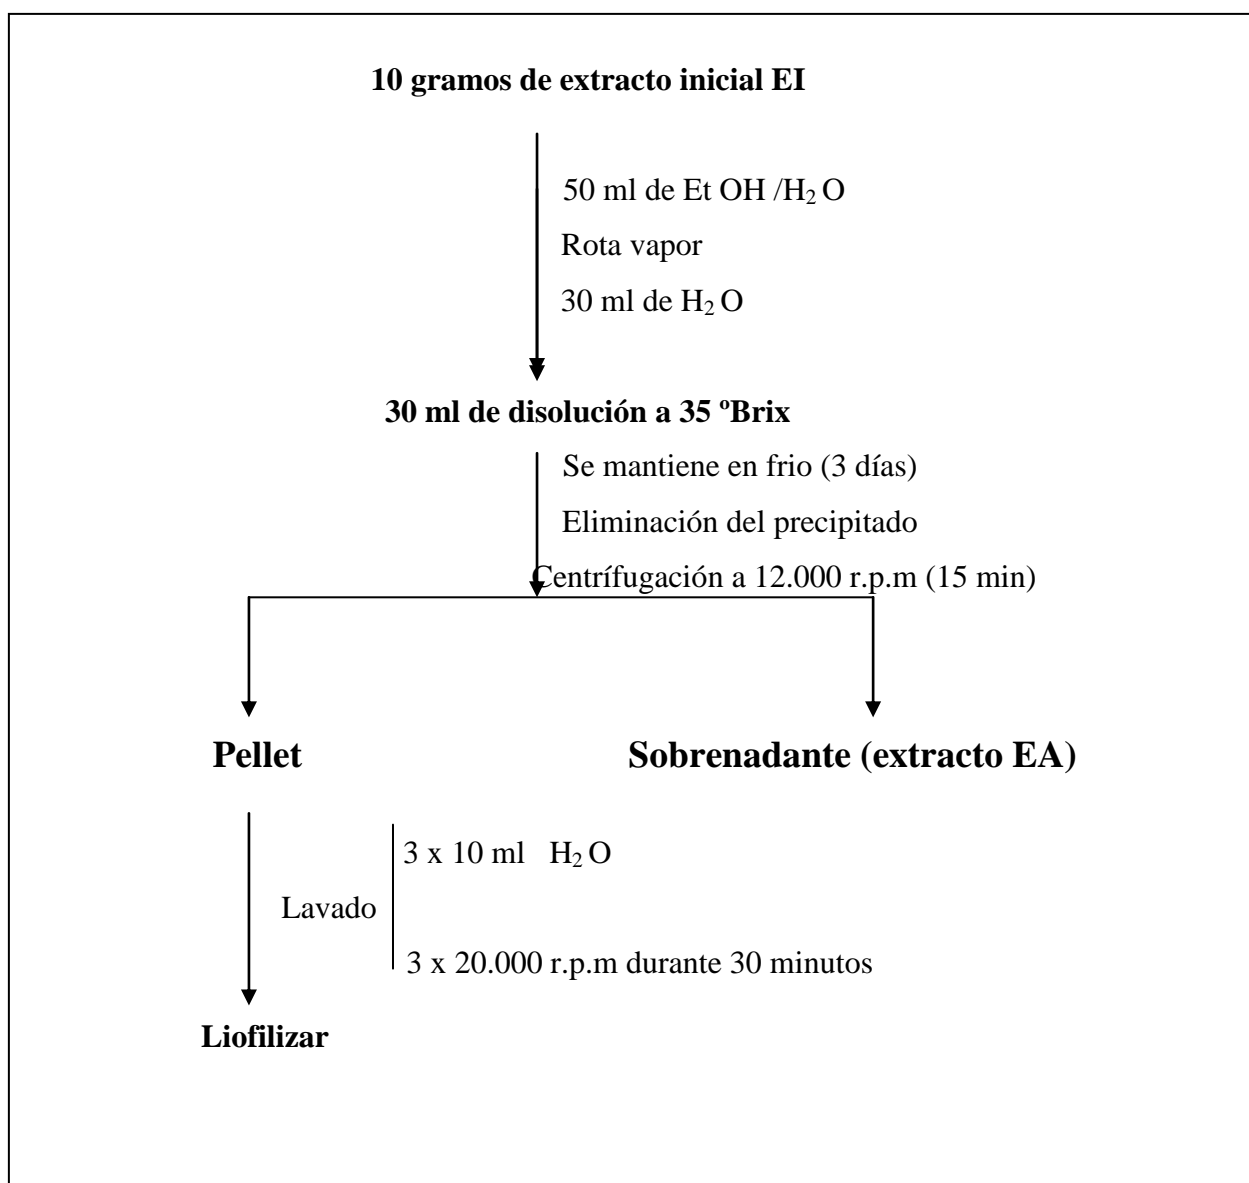 10 gramos de extracto inicial EI
50 ml de Et OH /H₂ O
Rota vapor
30 ml de H₂ O
30 ml de disolución a 35 ºBrix
Se mantiene en frio (3 días)
Eliminación del precipitado
Centrífugación a 12.000 r.p.m (15 min)
Pellet
Sobrenadante (extracto EA)
3 x 10 ml H₂ O
Lavado
3 x 20.000 r.p.m durante 30 minutos
Liofilizar